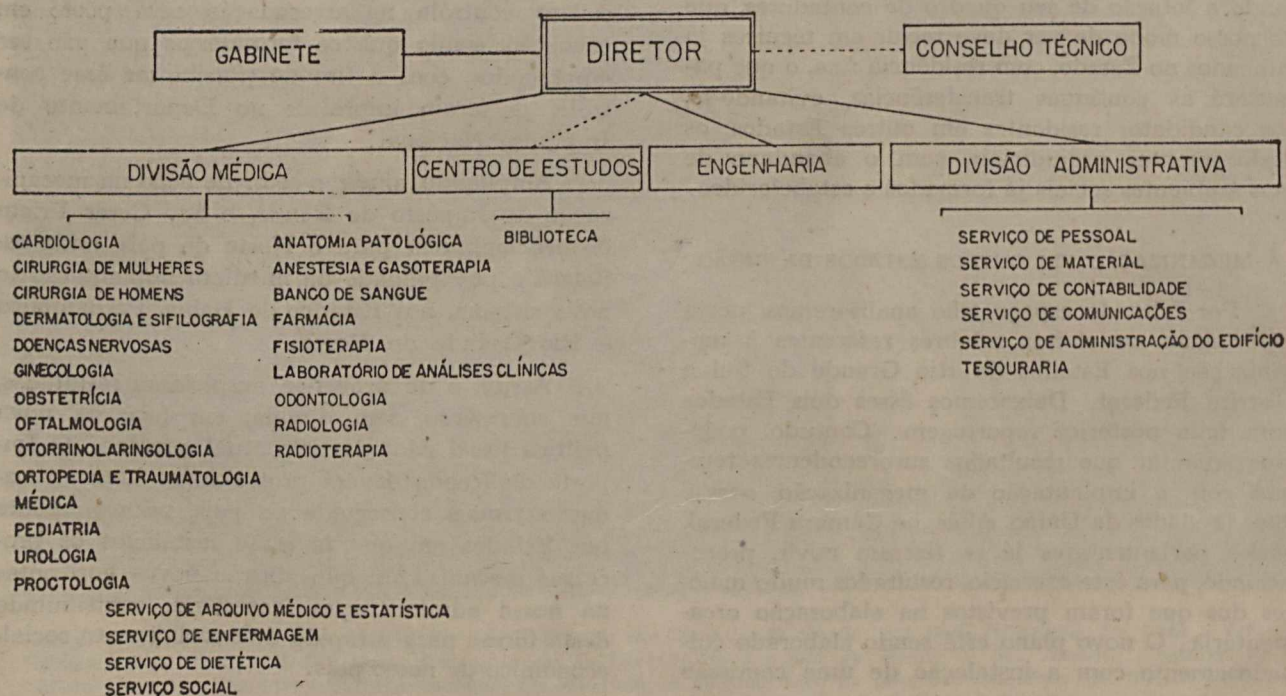 GABINETE
DIRETOR
CONSELHO TÉCNICO
DIVISÃO MÉDICA
CENTRO DE ESTUDOS
ENGENHARIA
DIVISÃO ADMINISTRATIVA
CARDIOLOGIA
CIRURGIA DE MULHERES
CIRURGIA DE HOMENS
DERMATOLOGIA E SIFILOGRAFIA
DOENÇAS NERVOSAS
GINECOLOGIA
OBSTETRÍCIA
OFTALMOLOGIA
OTORRINOLARINGOLOGIA
ORTOPEDIA E TRAUMATOLOGIA
MÉDICA
PEDIATRIA
UROLOGIA
PROCTOLOGIA
ANATOMIA PATOLÓGICA
ANESTESIA E GASOTERAPIA
BANCO DE SANGUE
FARMÁCIA
FISIOTERAPIA
LABORATÓRIO DE ANÁLISES CLÍNICAS
ODONTOLOGIA
RADIOLOGIA
RADIOTERAPIA
SERVIÇO DE ARQUIVO MÉDICO E ESTATÍSTICA
SERVIÇO DE ENFERMAGEM
SERVIÇO DE DIETÉTICA
SERVIÇO SOCIAL
BIBLIOTECA
SERVIÇO DE PESSOAL
SERVIÇO DE MATERIAL
SERVIÇO DE CONTABILIDADE
SERVIÇO DE COMUNICAÇÕES
SERVIÇO DE ADMINISTRAÇÃO DO EDIFÍCIO
TESOURARIA